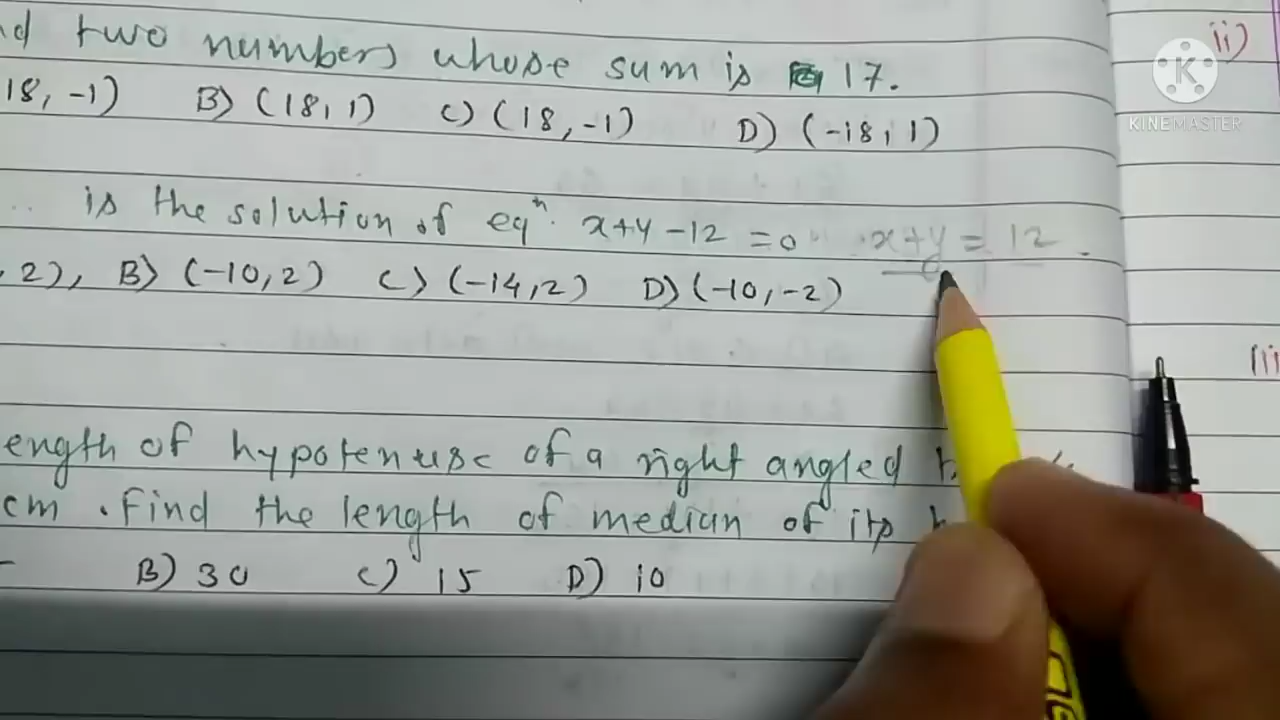 two numbers whose sum is 17.
18, -1) B) (18, 1) C) (18, -1) D) (-18, 1)
is the solution of eqn. x+y-12=0 x+y = 12
2), B) (-10, 2) C) (-14, 2) D) (-10, -2)
ength of hypotenuse of a right angled
cm. Find the length of median of its
B) 30 C) 15 D) 10
ii)
KINEMASTER